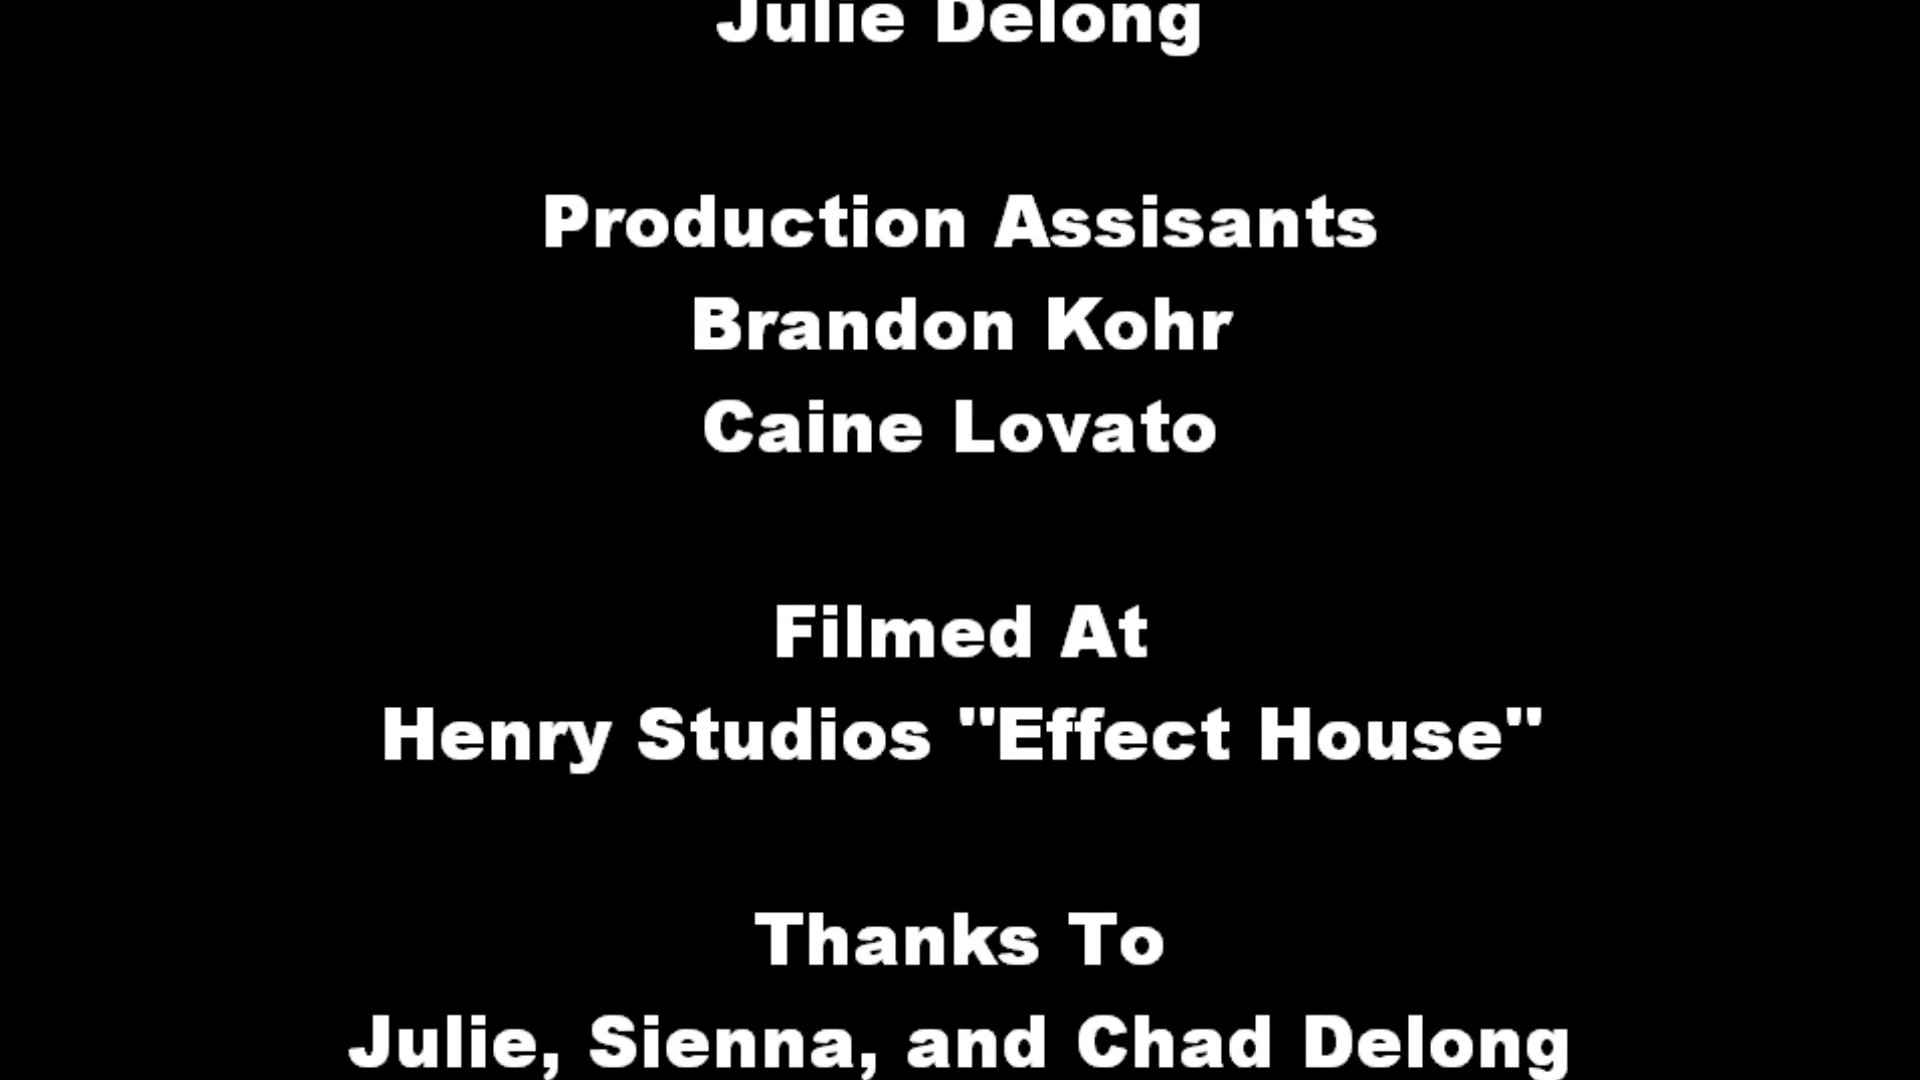 Julie Delong
Production Assisants
Brandon Kohr
Caine Lovato
Filmed At
Henry Studios "Effect House"
Thanks To
Julie, Sienna, and Chad Delong